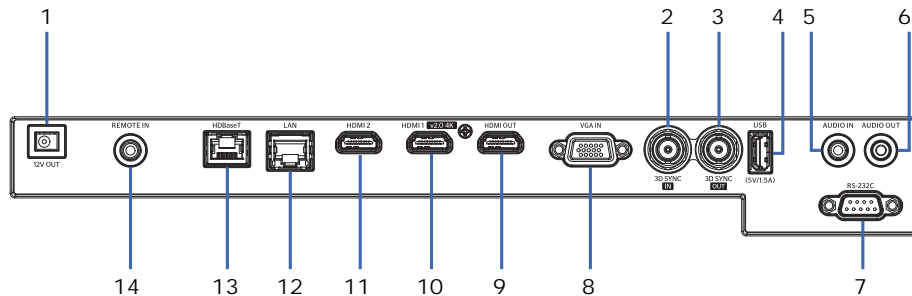 1 2 3 4 5 6
REMOTE IN HDBaseT LAN HDMI 2 HDMI 1 v2.0 4K HDMI OUT VGA IN USB AUDIO IN AUDIO OUT
12V OUT 3D SYNC 3D SYNC (5V/1.5A)
IN OUT RS-232C
14 13 12 11 10 9 8 7